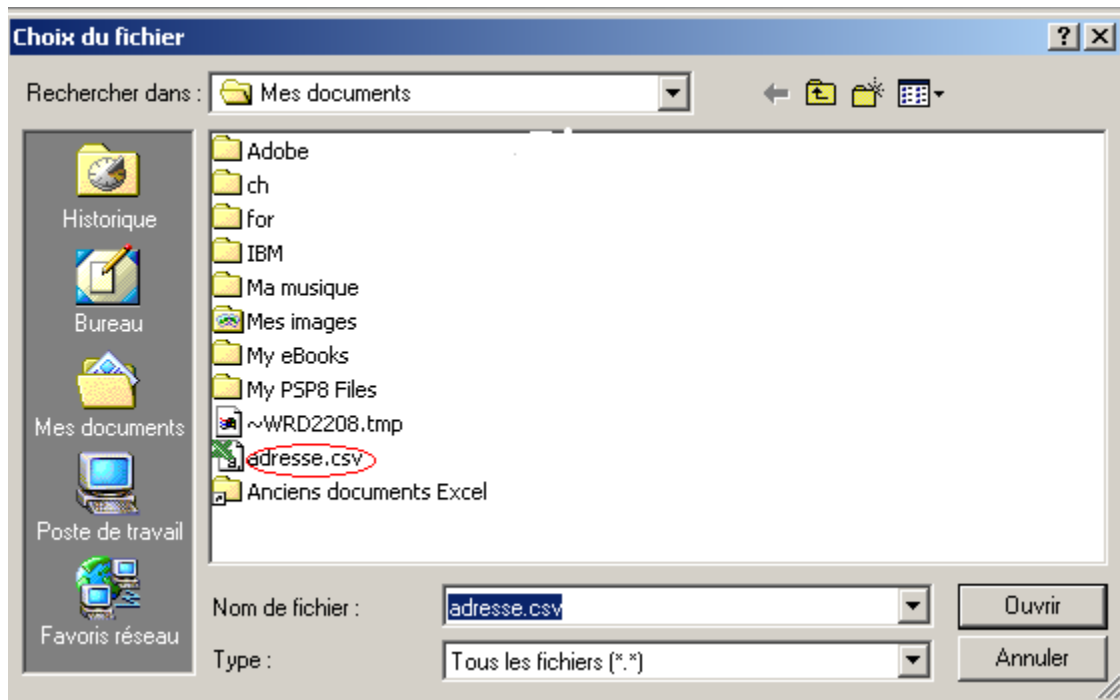 Choix du fichier
Rechercher dans : Mes documents
Historique
Bureau
Mes documents
Poste de travail
Favoris réseau
Adobe
ch
for
IBM
Ma musique
Mes images
My eBooks
My PSP8 Files
~WRD2208.tmp
adresse.csv
Anciens documents Excel
Nom de fichier : adresse.csv Ouvrir
Type : Tous les fichiers (*.*) Annuler